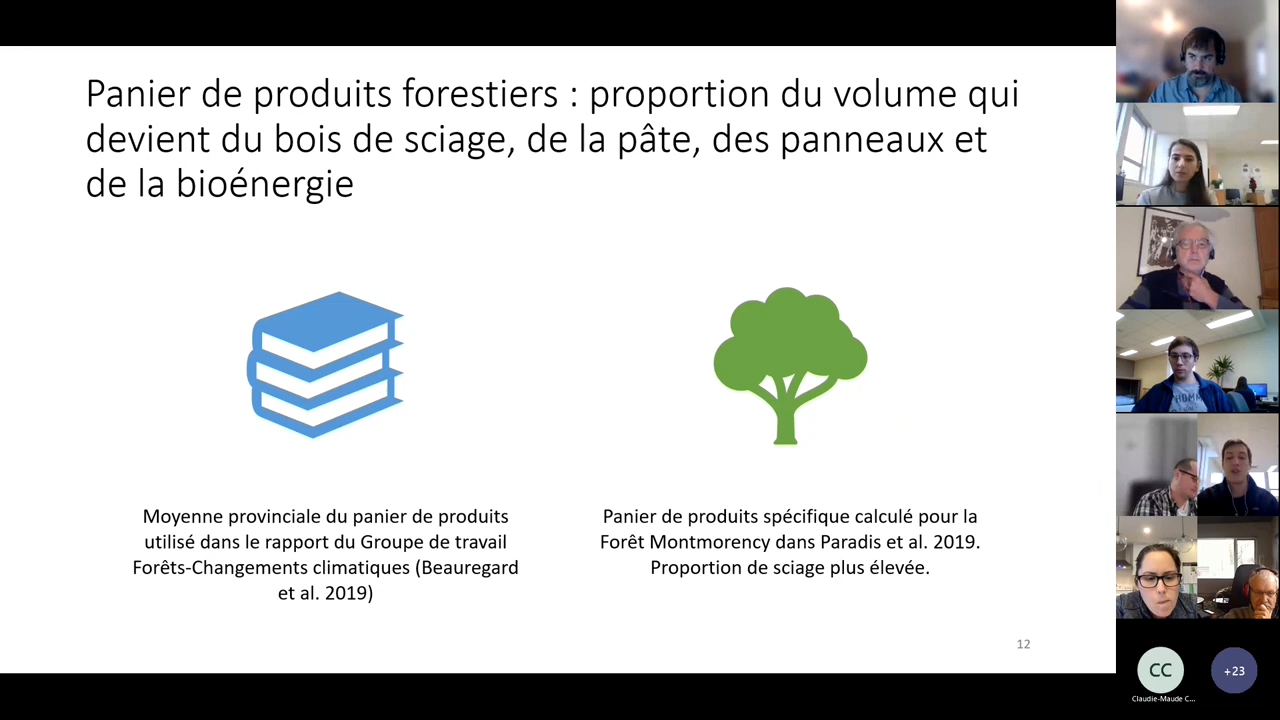 Panier de produits forestiers : proportion du volume qui
devient du bois de sciage, de la pâte, des panneaux et
de la bioénergie
Moyenne provinciale du panier de produits
utilisé dans le rapport du Groupe de travail
Forêts-Changements climatiques (Beauregard
et al. 2019)
Panier de produits spécifique calculé pour la
Forêt Montmorency dans Paradis et al. 2019.
Proportion de sciage plus élevée.
12
CC
+23
Claudie-Maude C...